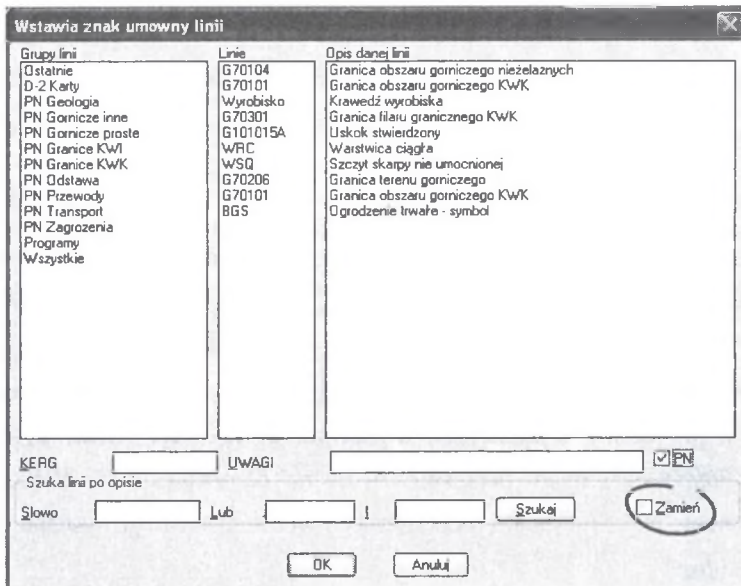 Wstawia znak umowny linii
Grupy linii Linie Opis danej linii
Ostatnie G70104 Granica obszaru gorniczego nieżelaznych
D-2 Karty G70101 Granica obszaru gorniczego KWK
PN Geologia Wyrobisko Krawedź wyrobiska
PN Gornicze inne G70301 Granica filaru granicznego KWK
PN Gornicze proste G101015A Uskok stwierdzony
PN Granice KWI WRC Warstwica ciągła
PN Granice KWK WSQ Szczyt skarpy nie umocnionej
PN Odstawa G70206 Granica terenu gorniczego
PN Przewody G70101 Granica obszaru gorniczego KWK
PN Transport BGS Ogrodzenie trwałe - symbol
PN Zagrozenia
Programy
Wszystkie
KERG UWAGI PN
Szuka linii po opisie
Slowo Lub I Szukaj Zamień
OK Anuluj